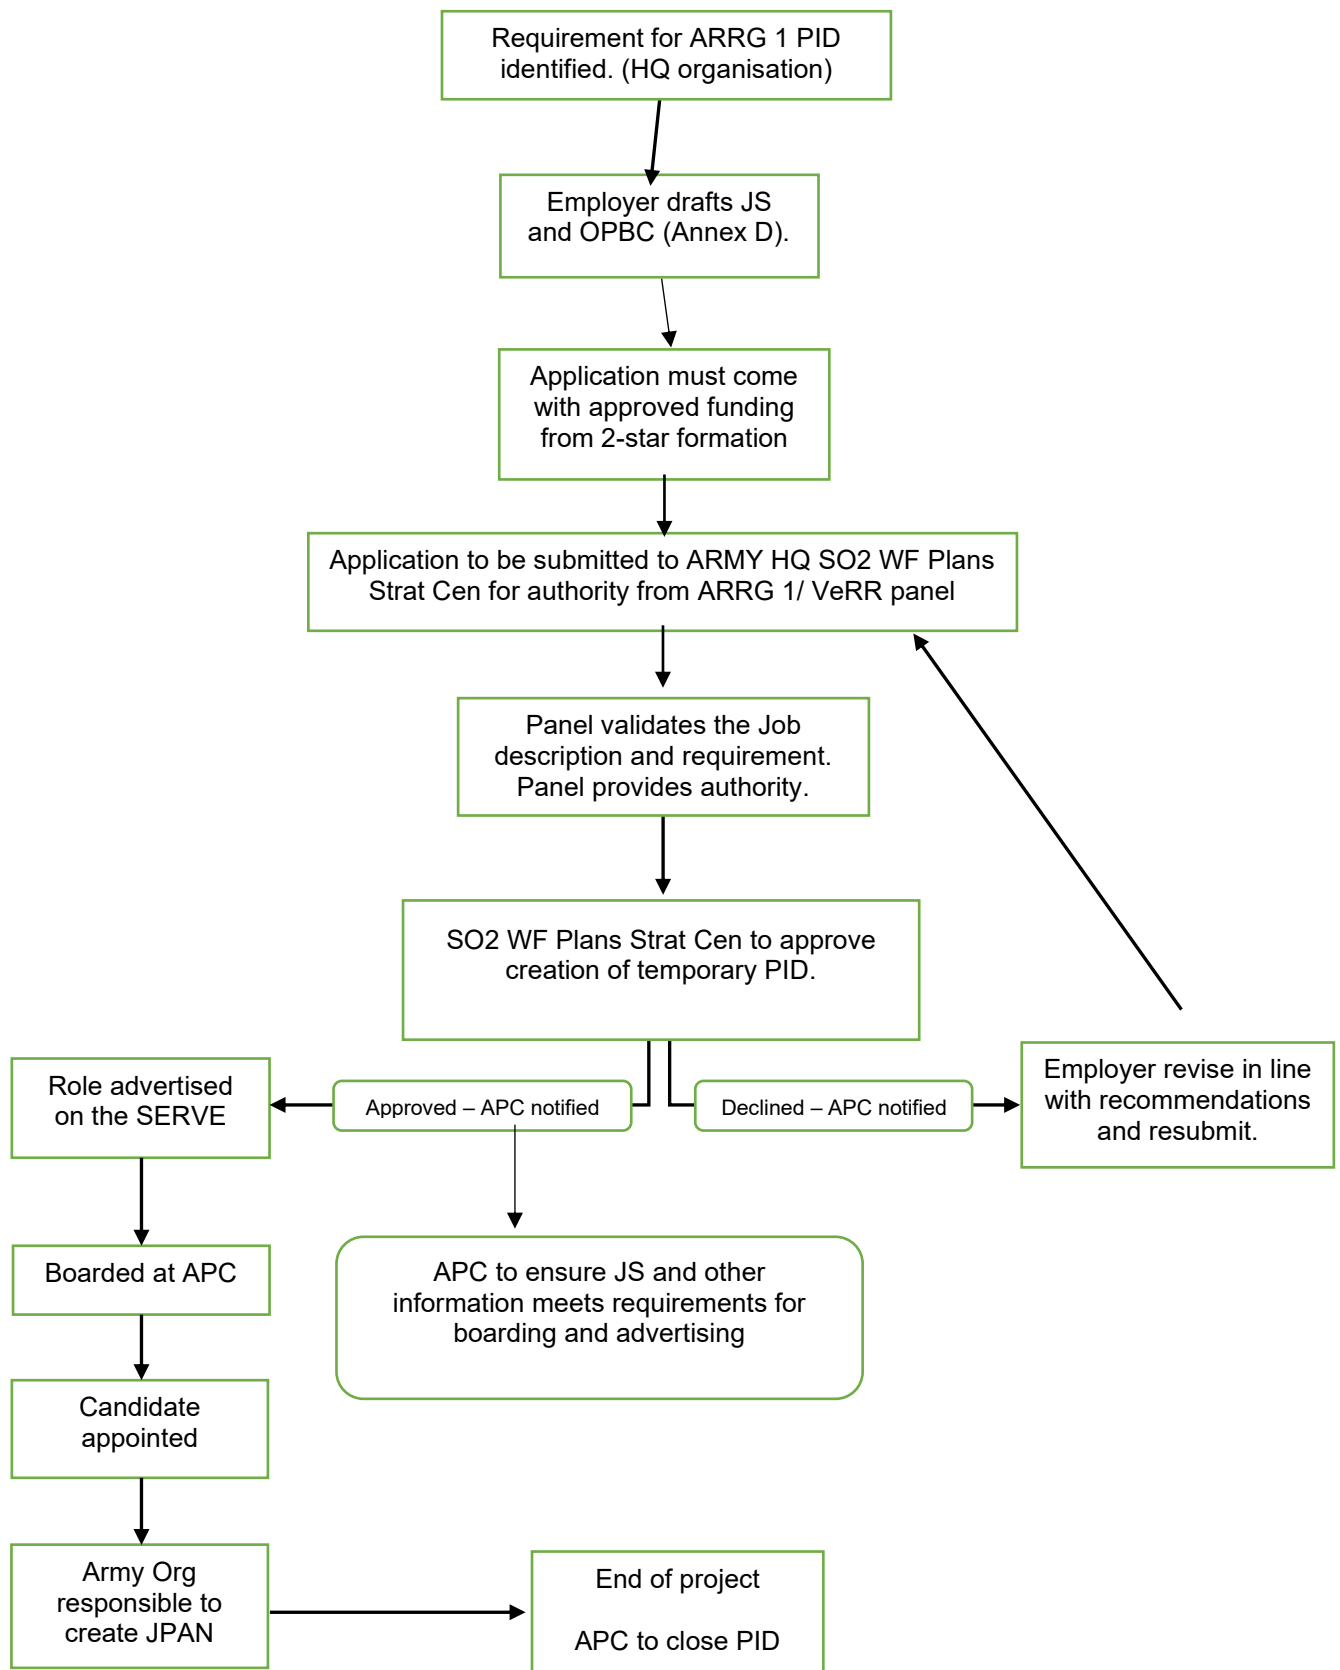 Requirement for ARRG 1 PID
identified. (HQ organisation)
Employer drafts JS
and OPBC (Annex D).
Application must come
with approved funding
from 2-star formation
Application to be submitted to ARMY HQ SO2 WF Plans
Strat Cen for authority from ARRG 1/ VeRR panel
Panel validates the Job
description and requirement.
Panel provides authority.
SO2 WF Plans Strat Cen to approve
creation of temporary PID.
Role advertised
on the SERVE
Approved – APC notified
Declined – APC notified
Employer revise in line
with recommendations
and resubmit.
Boarded at APC
APC to ensure JS and other
information meets requirements for
boarding and advertising
Candidate
appointed
Army Org
responsible to
create JPAN
End of project
APC to close PID